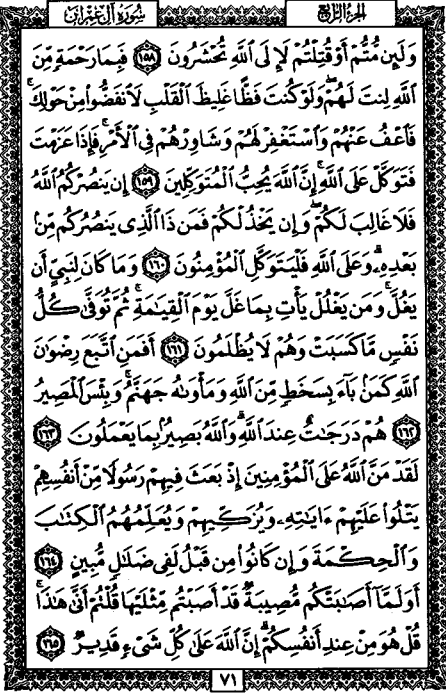 الجزء الرابع
سورة آل عمران
وَلَئِن مُّتُّمْ أَوْ قُتِلْتُمْ لَإِلَى ٱللَّهِ تُحْشَرُونَ ١٥٨ فَبِمَا رَحْمَةٍ مِّنَ
ٱللَّهِ لِنتَ لَهُمْ ۖ وَلَوْ كُنتَ فَظًّا غَلِيظَ ٱلْقَلْبِ لَٱنفَضُّوا۟ مِنْ حَوْلِكَ ۖ
فَٱعْفُ عَنْهُمْ وَٱسْتَغْفِرْ لَهُمْ وَشَاوِرْهُمْ فِى ٱلْأَمْرِ ۖ فَإِذَا عَزَمْتَ
فَتَوَكَّلْ عَلَى ٱللَّهِ ۚ إِنَّ ٱللَّهَ يُحِبُّ ٱلْمُتَوَكِّلِينَ ١٥٩ إِن يَنصُرْكُمُ ٱللَّهُ
فَلَا غَالِبَ لَكُمْ ۖ وَإِن يَخْذُلْكُمْ فَمَن ذَا ٱلَّذِى يَنصُرُكُم مِّنۢ
بَعْدِهِۦ ۗ وَعَلَى ٱللَّهِ فَلْيَتَوَكَّلِ ٱلْمُؤْمِنُونَ ١٦٠ وَمَا كَانَ لِنَبِىٍّ أَن
يَغُلَّ ۚ وَمَن يَغْلُلْ يَأْتِ بِمَا غَلَّ يَوْمَ ٱلْقِيَٰمَةِ ۚ ثُمَّ تُوَفَّىٰ كُلُّ
نَفْسٍ مَّا كَسَبَتْ وَهُمْ لَا يُظْلَمُونَ ١٦١ أَفَمَنِ ٱتَّبَعَ رِضْوَٰنَ
ٱللَّهِ كَمَنۢ بَآءَ بِسَخَطٍ مِّنَ ٱللَّهِ وَمَأْوَىٰهُ جَهَنَّمُ ۚ وَبِئْسَ ٱلْمَصِيرُ
١٦٢ هُمْ دَرَجَٰتٌ عِندَ ٱللَّهِ ۗ وَٱللَّهُ بَصِيرٌۢ بِمَا يَعْمَلُونَ ١٦٣
لَقَدْ مَنَّ ٱللَّهُ عَلَى ٱلْمُؤْمِنِينَ إِذْ بَعَثَ فِيهِمْ رَسُولًا مِّنْ أَنفُسِهِمْ
يَتْلُوا۟ عَلَيْهِمْ ءَايَٰتِهِۦ وَيُزَكِّيهِمْ وَيُعَلِّمُهُمُ ٱلْكِتَٰبَ
وَٱلْحِكْمَةَ وَإِن كَانُوا۟ مِن قَبْلُ لَفِى ضَلَٰلٍ مُّبِينٍ ١٦٤
أَوَلَمَّآ أَصَٰبَتْكُم مُّصِيبَةٌ قَدْ أَصَبْتُم مِّثْلَيْهَا قُلْتُمْ أَنَّىٰ هَٰذَا ۖ
قُلْ هُوَ مِنْ عِندِ أَنفُسِكُمْ ۗ إِنَّ ٱللَّهَ عَلَىٰ كُلِّ شَىْءٍ قَدِيرٌ ١٦٥
٧١